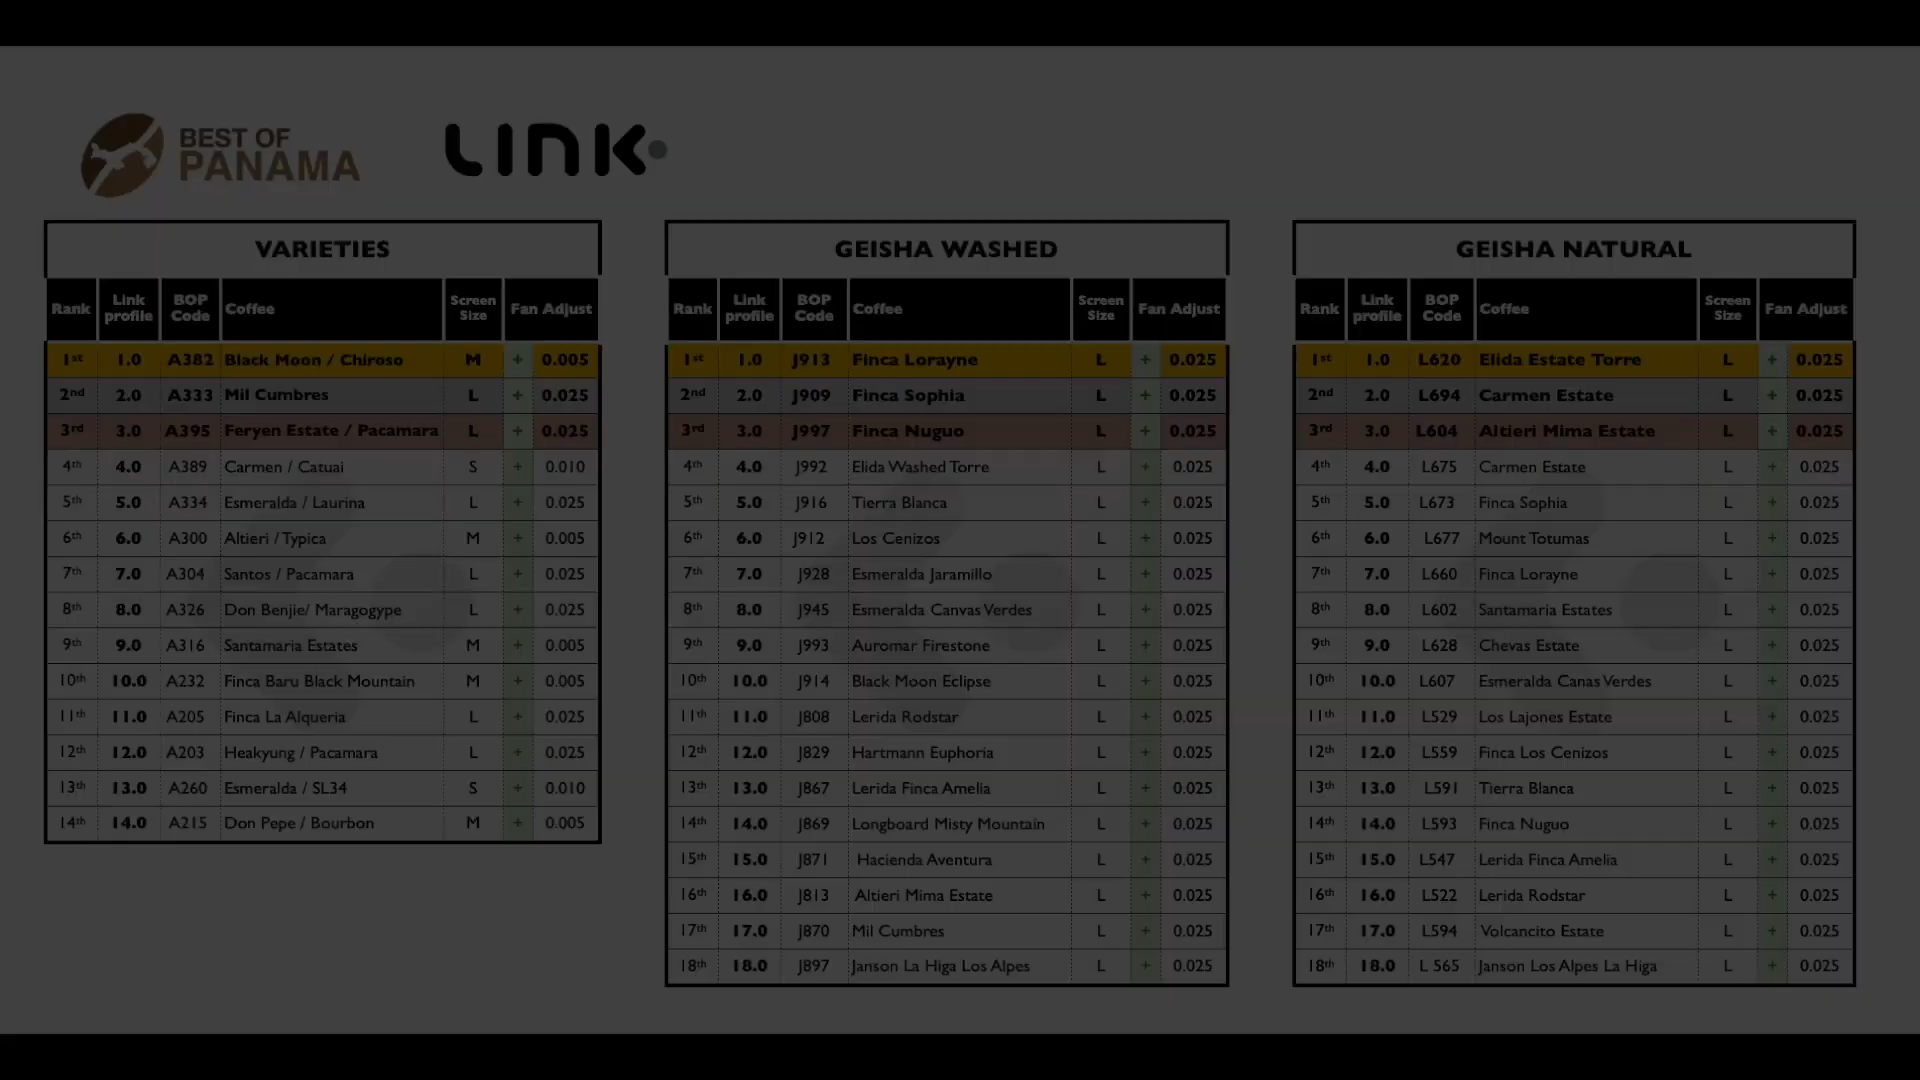 BEST OF
PANAMA
LINK
VARIETIES
Rank Link profile BOP Code Coffee Screen Size Fan Adjust
1st 1.0 A382 Black Moon / Chiroso M + 0.005
2nd 2.0 A333 Mil Cumbres L + 0.025
3rd 3.0 A395 Feryen Estate / Pacamara L + 0.025
4th 4.0 A389 Carmen / Catuai S + 0.010
5th 5.0 A334 Esmeralda / Laurina L + 0.025
6th 6.0 A300 Altieri / Typica M + 0.005
7th 7.0 A304 Santos / Pacamara L + 0.025
8th 8.0 A326 Don Benjie/ Maragogype L + 0.025
9th 9.0 A316 Santamaria Estates M + 0.005
10th 10.0 A232 Finca Baru Black Mountain M + 0.005
11th 11.0 A205 Finca La Alqueria L + 0.025
12th 12.0 A203 Heakyung / Pacamara L + 0.025
13th 13.0 A260 Esmeralda / SL34 S + 0.010
14th 14.0 A215 Don Pepe / Bourbon M + 0.005
GEISHA WASHED
Rank Link profile BOP Code Coffee Screen Size Fan Adjust
1st 1.0 J913 Finca Lorayne L + 0.025
2nd 2.0 J909 Finca Sophia L + 0.025
3rd 3.0 J997 Finca Nuguo L + 0.025
4th 4.0 J992 Elida Washed Torre L + 0.025
5th 5.0 J916 Tierra Blanca L + 0.025
6th 6.0 J912 Los Cenizos L + 0.025
7th 7.0 J928 Esmeralda Jaramillo L + 0.025
8th 8.0 J945 Esmeralda Canvas Verdes L + 0.025
9th 9.0 J993 Auromar Firestone L + 0.025
10th 10.0 J914 Black Moon Eclipse L + 0.025
11th 11.0 J808 Lerida Rodstar L + 0.025
12th 12.0 J829 Hartmann Euphoria L + 0.025
13th 13.0 J867 Lerida Finca Amelia L + 0.025
14th 14.0 J869 Longboard Misty Mountain L + 0.025
15th 15.0 J871 Hacienda Aventura L + 0.025
16th 16.0 J813 Altieri Mima Estate L + 0.025
17th 17.0 J870 Mil Cumbres L + 0.025
18th 18.0 J897 Janson La Higa Los Alpes L + 0.025
GEISHA NATURAL
Rank Link profile BOP Code Coffee Screen Size Fan Adjust
1st 1.0 L620 Elida Estate Torre L + 0.025
2nd 2.0 L694 Carmen Estate L + 0.025
3rd 3.0 L604 Altieri Mima Estate L + 0.025
4th 4.0 L675 Carmen Estate L + 0.025
5th 5.0 L673 Finca Sophia L + 0.025
6th 6.0 L677 Mount Totumas L + 0.025
7th 7.0 L660 Finca Lorayne L + 0.025
8th 8.0 L602 Santamaria Estates L + 0.025
9th 9.0 L628 Chevas Estate L + 0.025
10th 10.0 L607 Esmeralda Canas Verdes L + 0.025
11th 11.0 L529 Los Lajones Estate L + 0.025
12th 12.0 L559 Finca Los Cenizos L + 0.025
13th 13.0 L591 Tierra Blanca L + 0.025
14th 14.0 L593 Finca Nuguo L + 0.025
15th 15.0 L547 Lerida Finca Amelia L + 0.025
16th 16.0 L522 Lerida Rodstar L + 0.025
17th 17.0 L594 Volcancito Estate L + 0.025
18th 18.0 L 565 Janson Los Alpes La Higa L + 0.025